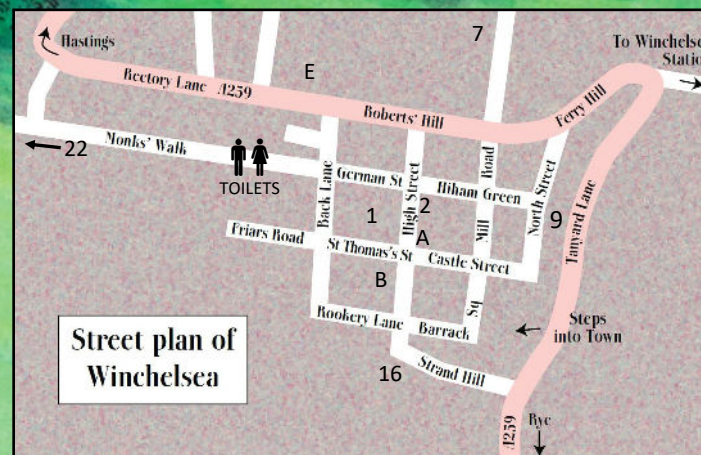 Hastings
7
To Winchelsea
Station
E
Rectory Lane A259
Roberts' Hill
Ferry Hill
22
Monks' Walk
TOILETS
German St
Hiham Green
Back Lane
High Street
Mill
Road
North Street
Tanyard Lane
1
2
9
A
Friars Road
St Thomas's St
Castle Street
B
Rookery Lane
Barrack
Sq
Steps
into Town
Street plan of
Winchelsea
16
Strand Hill
A259
Rye